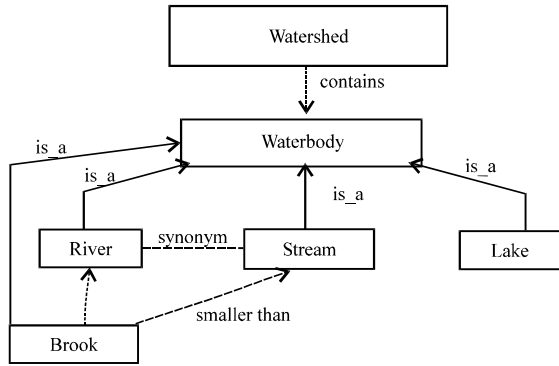 Watershed
contains
Waterbody
is_a
is_a
is_a
is_a
River
synonym
Stream
Lake
smaller than
Brook